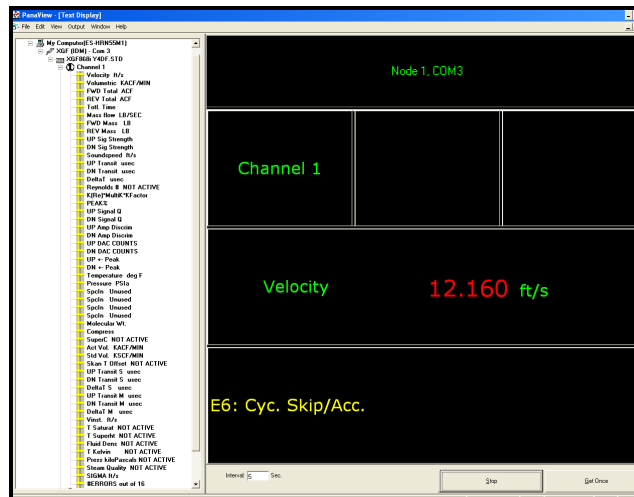 PanaView - [Text Display]
File Edit View Output Window Help
My Computer(ES-HRN55M1)
XGF (IDM) - Com 3
XGF868i Y4DF.STD
Channel 1
Velocity ft/s
Volumetric KACF/MIN
FWD Total ACF
REV Total ACF
Totl. Time
Mass flow LB/SEC
FWD Mass LB
REV Mass LB
UP Sig Strength
DN Sig Strength
Soundspeed ft/s
UP Transit usec
DN Transit usec
DeltaT usec
Reynolds # NOT ACTIVE
K(Re)*MultiK*KFactor
PEAK%
UP Signal Q
DN Signal Q
UP Amp Discrim
DN Amp Discrim
UP DAC COUNTS
DN DAC COUNTS
UP +- Peak
DN +- Peak
Temperature deg F
Pressure PSIa
SpcIn Unused
SpcIn Unused
SpcIn Unused
SpcIn Unused
Molecular Wt.
Compress
SuperC NOT ACTIVE
Act Vol. KACF/MIN
Std Vol. KSCF/MIN
Skan T Offset NOT ACTIVE
UP Transit S usec
DN Transit S usec
DeltaT S usec
UP Transit M usec
DN Transit M usec
DeltaT M usec
Vinst. ft/s
T Saturat NOT ACTIVE
T Superht NOT ACTIVE
Fluid Dens NOT ACTIVE
T Kelvin NOT ACTIVE
Press kiloPascals NOT ACTIVE
Steam Quality NOT ACTIVE
SIGMA ft/s
#ERRORS out of 16
Node 1, COM3
Channel 1
Velocity 12.160 ft/s
E6: Cyc. Skip/Acc.
Interval: 5 Sec. Stop Get Once